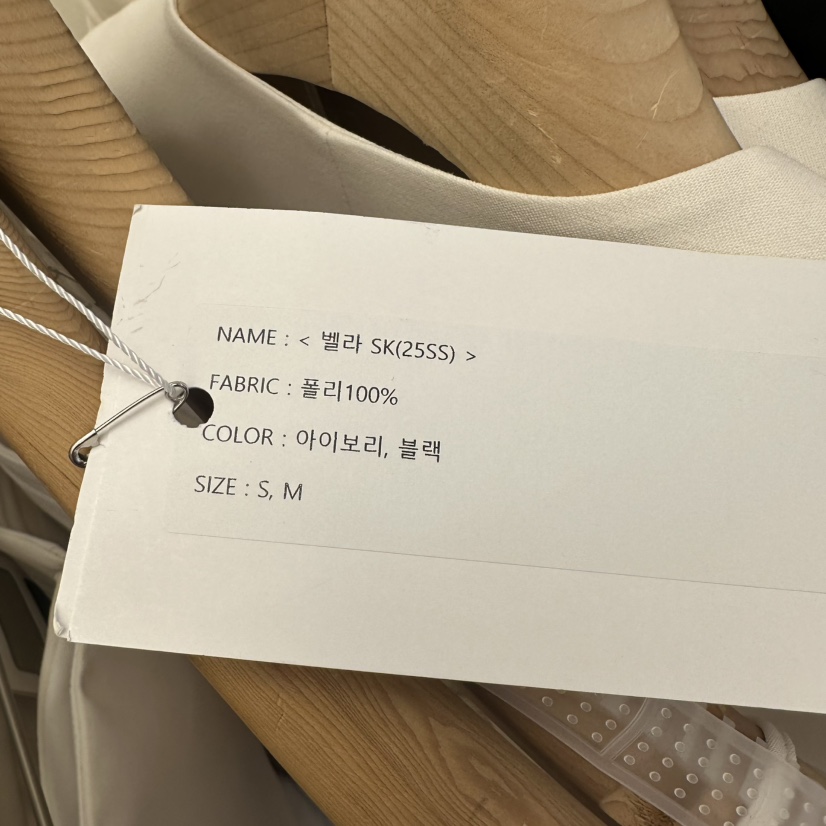 NAME : < 벨라 SK(25SS) >
FABRIC : 폴리100%
COLOR : 아이보리, 블랙
SIZE : S, M